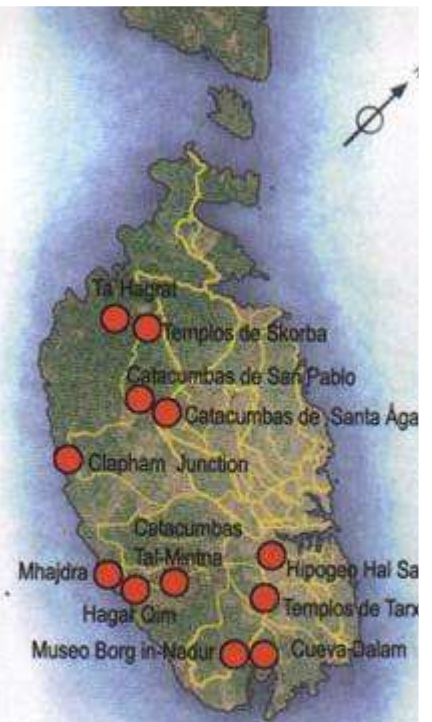 Ta Hagrat
Templos de Skorba
Catacumbas de San Pablo
Catacumbas de Santa Ága
Clapham Junction
Catacumbas
Tal-Mintna
Mhajdra
Hagar Qim
Hipogeo Hal Sa
Templos de Tarx
Museo Borg in-Nadur
Cueva-Dalam